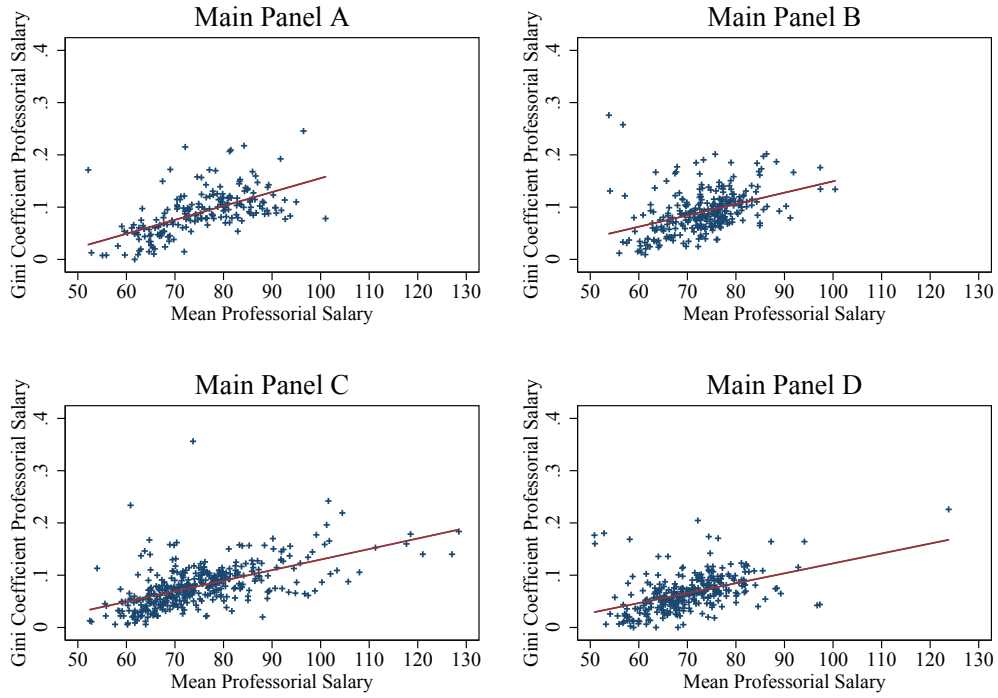 Main Panel A
Gini Coefficient Professorial Salary
0 .1 .2 .3 .4
50 60 70 80 90 100 110 120 130
Mean Professorial Salary
Main Panel B
Gini Coefficient Professorial Salary
0 .1 .2 .3 .4
50 60 70 80 90 100 110 120 130
Mean Professorial Salary
Main Panel C
Gini Coefficient Professorial Salary
0 .1 .2 .3 .4
50 60 70 80 90 100 110 120 130
Mean Professorial Salary
Main Panel D
Gini Coefficient Professorial Salary
0 .1 .2 .3 .4
50 60 70 80 90 100 110 120 130
Mean Professorial Salary